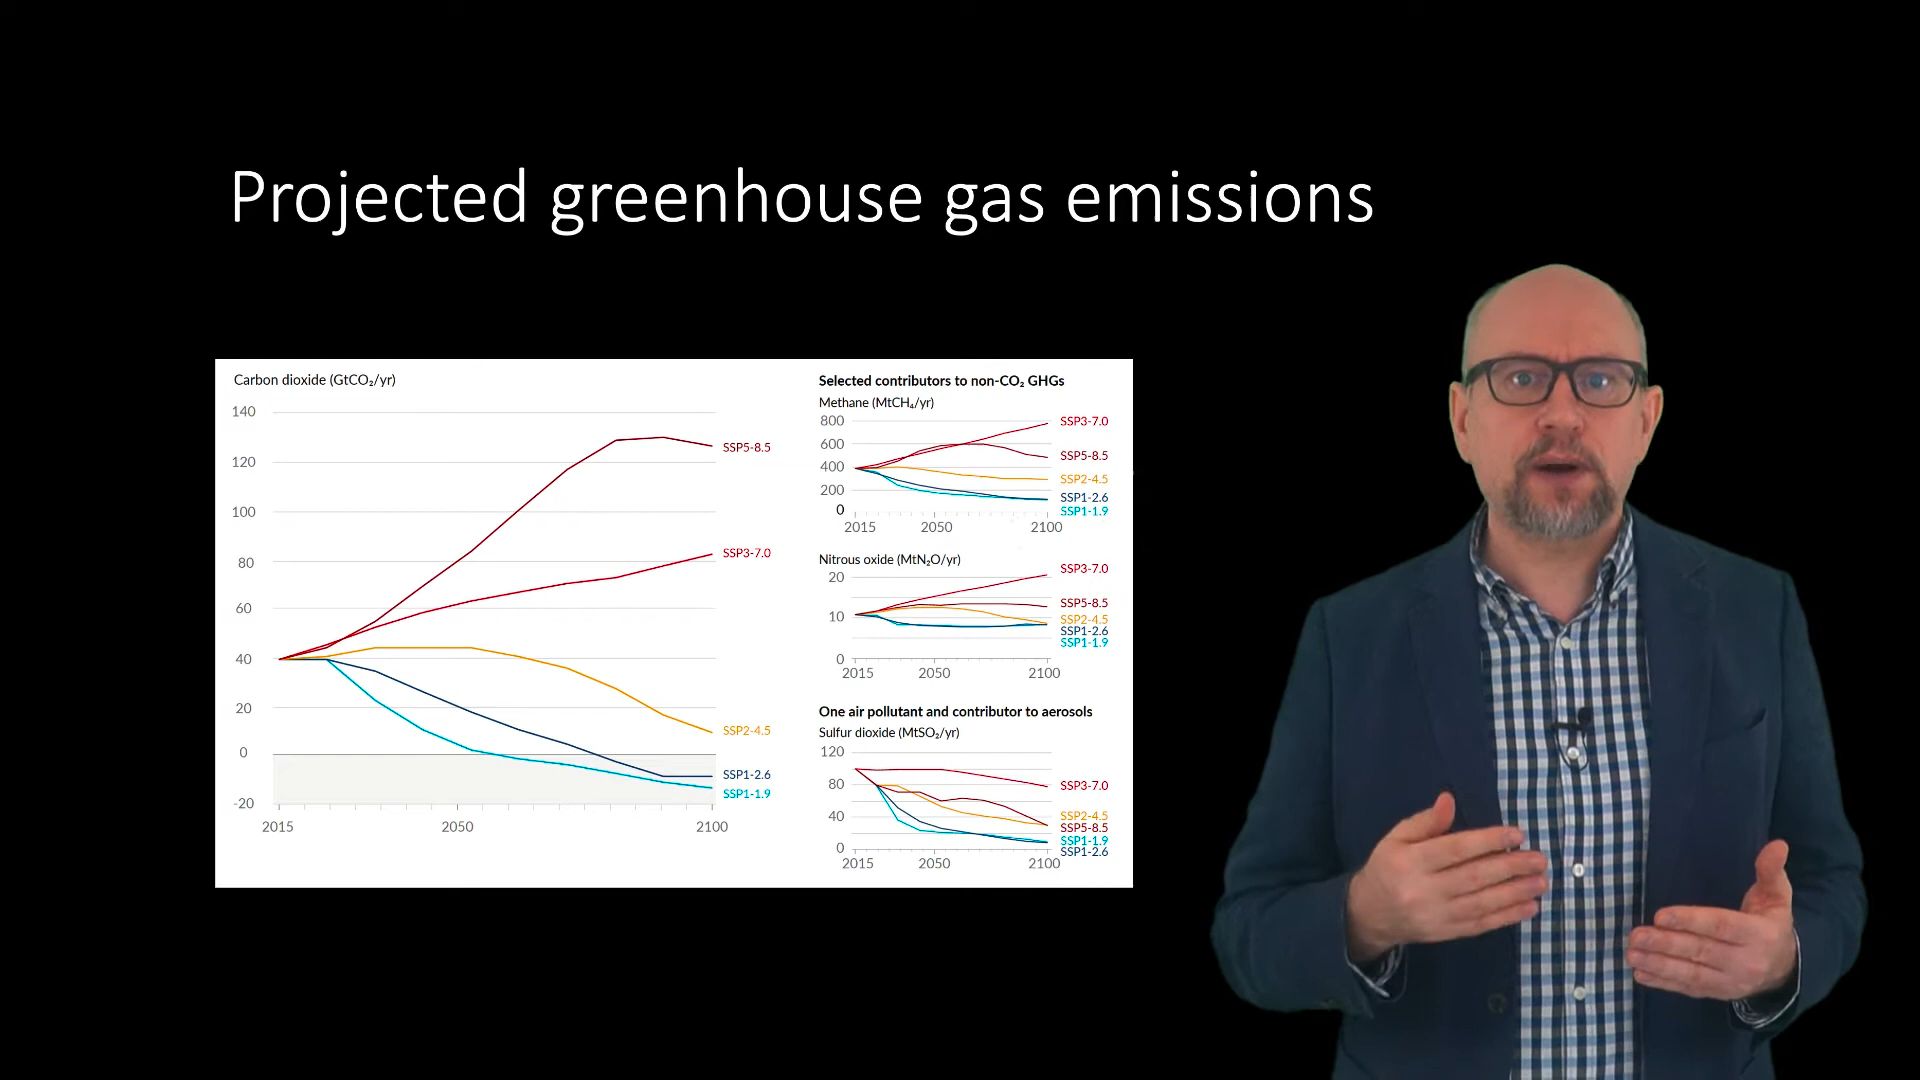 Projected greenhouse gas emissions
Carbon dioxide (GtCO₂/yr)
140
120
100
80
60
40
20
0
-20
2015 2050 2100
SSP5-8.5
SSP3-7.0
SSP2-4.5
SSP1-2.6
SSP1-1.9
Selected contributors to non-CO₂ GHGs
Methane (MtCH₄/yr)
800
600
400
200
0
2015 2050 2100
SSP3-7.0
SSP5-8.5
SSP2-4.5
SSP1-2.6
SSP1-1.9
Nitrous oxide (MtN₂O/yr)
20
10
0
2015 2050 2100
SSP3-7.0
SSP5-8.5
SSP2-4.5
SSP1-2.6
SSP1-1.9
One air pollutant and contributor to aerosols
Sulfur dioxide (MtSO₂/yr)
120
80
40
0
2015 2050 2100
SSP3-7.0
SSP2-4.5
SSP5-8.5
SSP1-1.9
SSP1-2.6